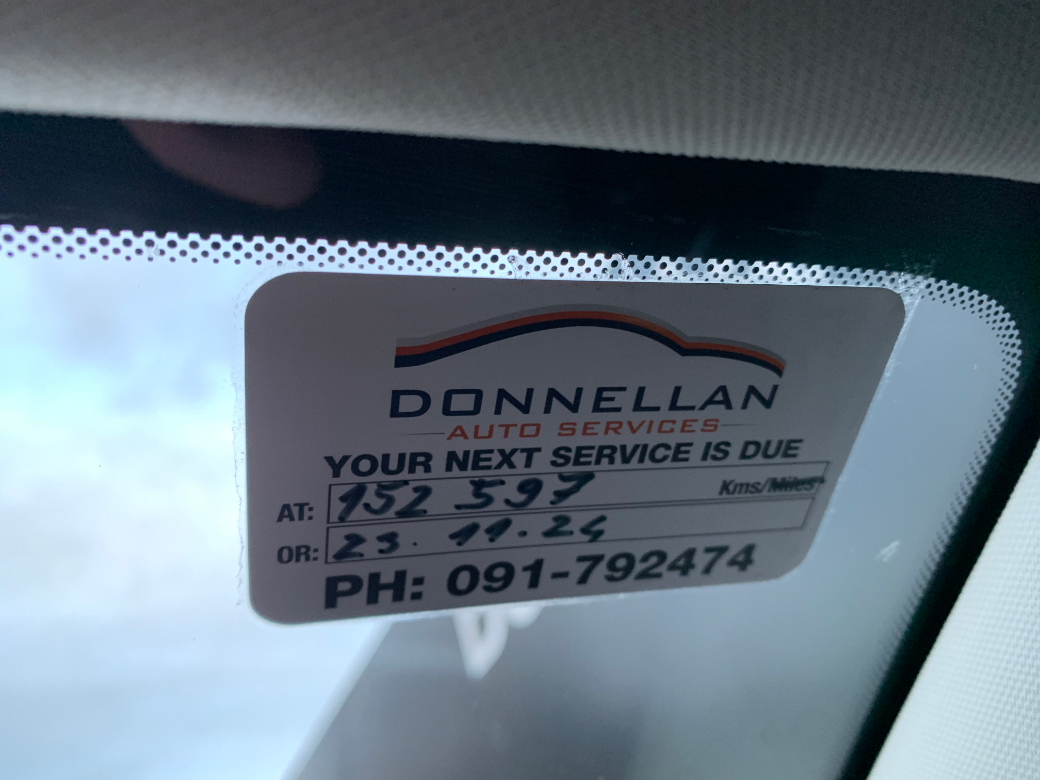 DONNELLAN
AUTO SERVICES
YOUR NEXT SERVICE IS DUE
AT: 152 597 Kms/Miles
OR: 23. 11. 24
PH: 091-792474